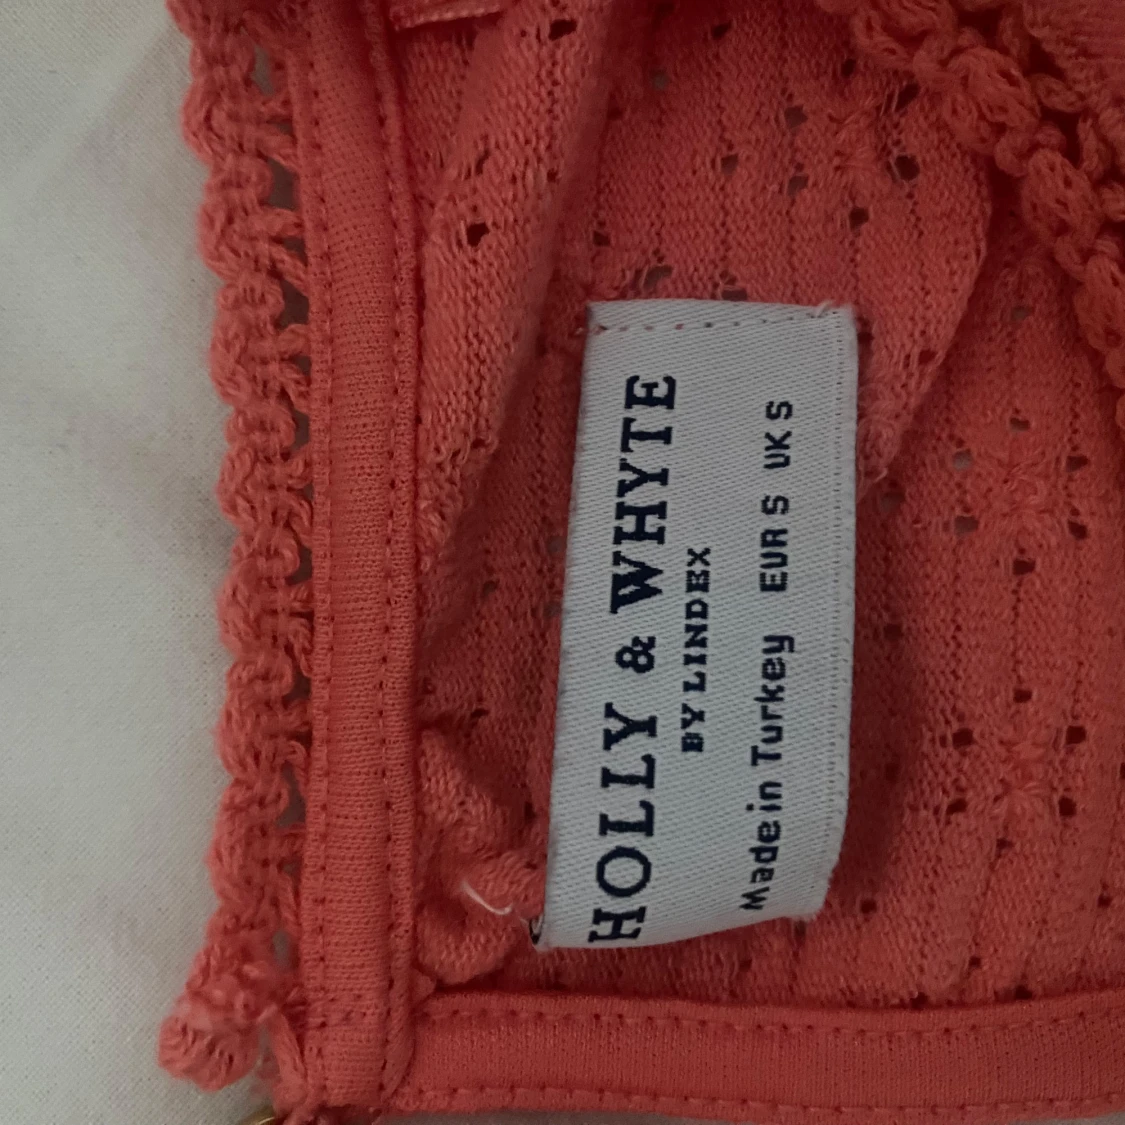 HOLLY & WHYTE
BY LINDEX
Made in Turkey EUR S UK S